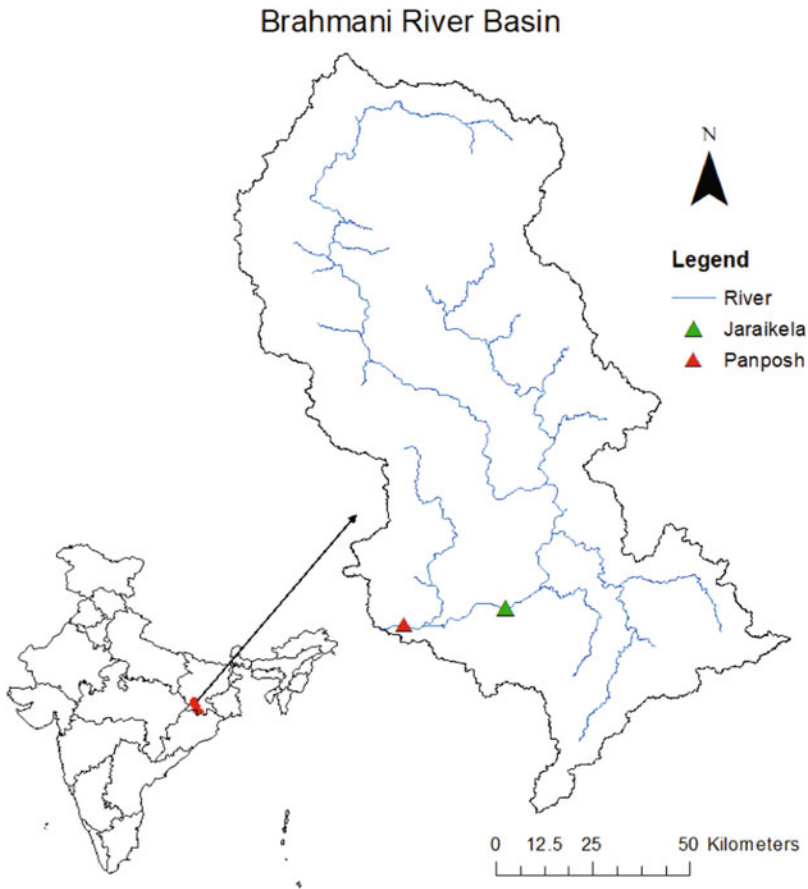 Brahmani River Basin
N
Legend
River
Jaraikela
Panposh
0 12.5 25 50 Kilometers